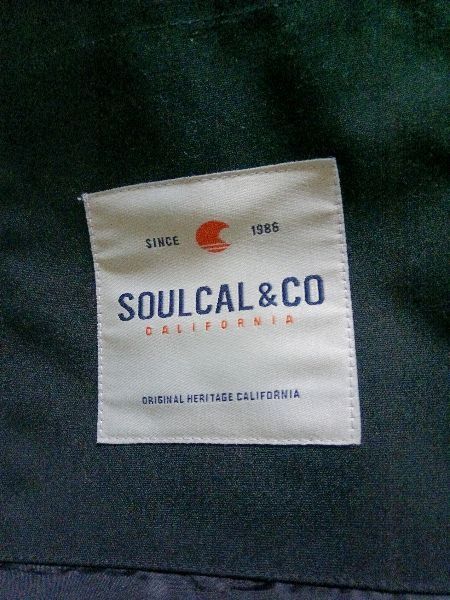 SINCE 1986
SOULCAL&CO
CALIFORNIA
ORIGINAL HERITAGE CALIFORNIA